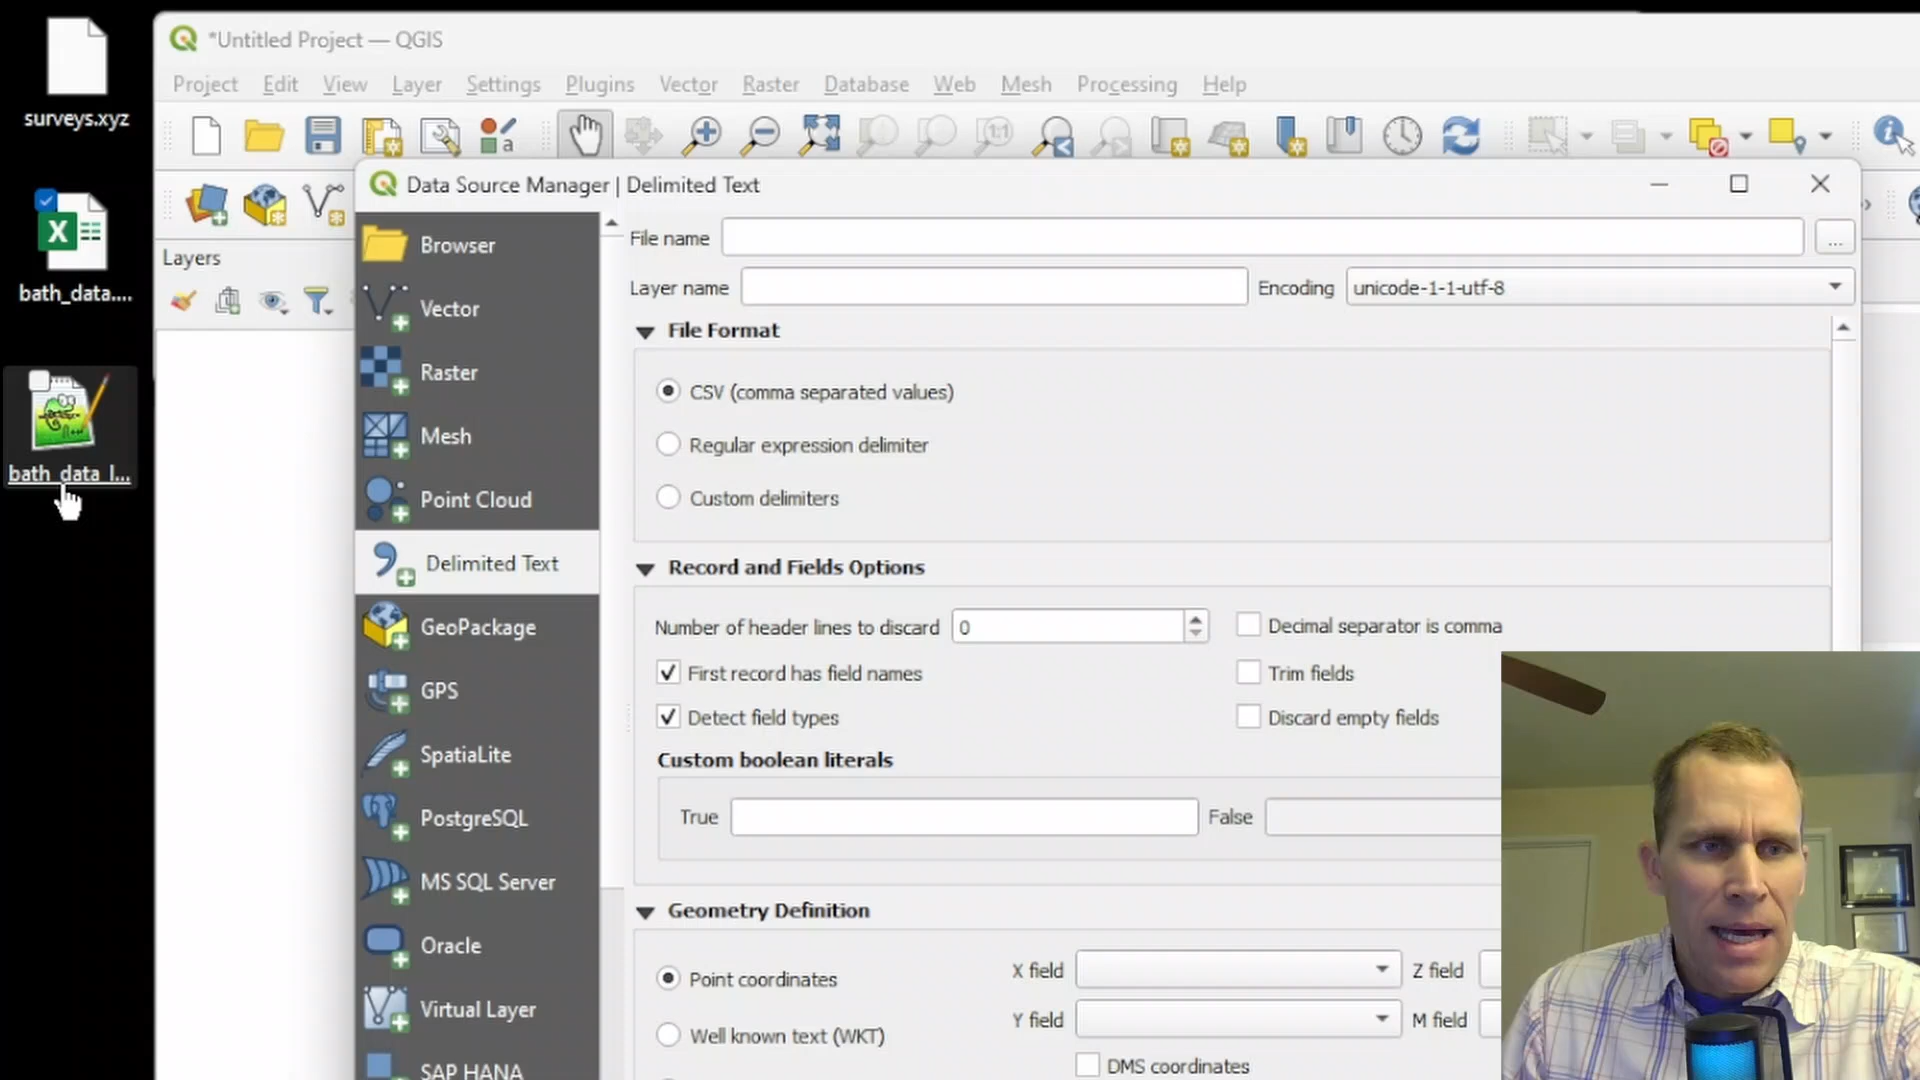 surveys.xyz
bath_data....
bath_data_l...
*Untitled Project — QGIS
Project Edit View Layer Settings Plugins Vector Raster Database Web Mesh Processing Help
a
1:1
Layers
Data Source Manager | Delimited Text
Browser
Vector
Raster
Mesh
Point Cloud
Delimited Text
GeoPackage
GPS
SpatiaLite
PostgreSQL
MS SQL Server
Oracle
Virtual Layer
SAP HANA
File name
...
Layer name
Encoding unicode-1-1-utf-8
File Format
CSV (comma separated values)
Regular expression delimiter
Custom delimiters
Record and Fields Options
Number of header lines to discard 0
Decimal separator is comma
First record has field names
Trim fields
Detect field types
Discard empty fields
Custom boolean literals
True
False
Geometry Definition
Point coordinates
X field
Z field
Well known text (WKT)
Y field
M field
DMS coordinates